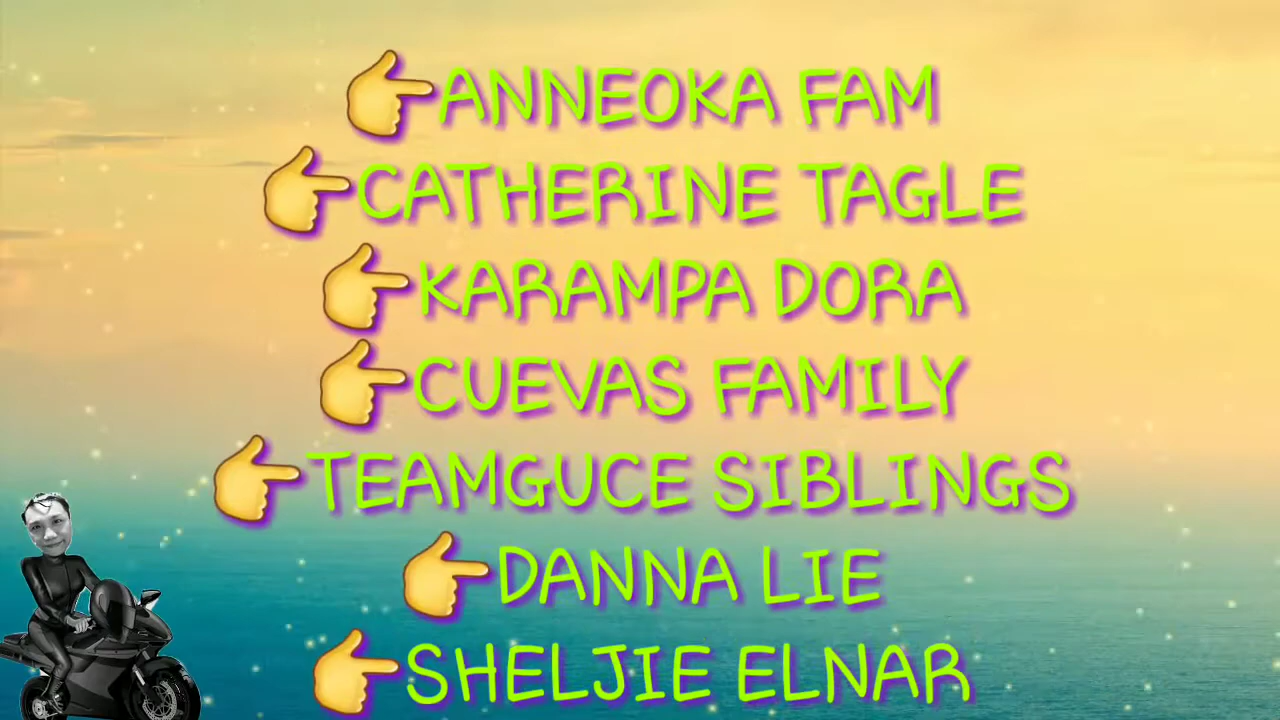 👉ANNEOKA FAM
👉CATHERINE TAGLE
👉KARAMPA DORA
👉CUEVAS FAMILY
👉TEAMGUCE SIBLINGS
👉DANNA LIE
👉SHELJIE ELNAR